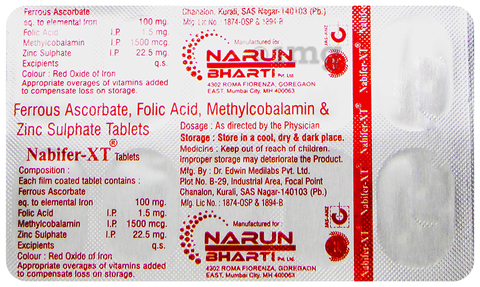 Ferrous Ascorbate
eq. to elemental Iron 100 mg.
Folic Acid I.P. 1.5 mg.
Methylcobalamin I.P. 1500 mcg.
Zinc Sulphate I.P. 22.5 mg.
Excipients q.s.
Colour : Red Oxide of Iron
Appropriate overages of vitamins added
to compensate loss on storage.
Chanalon, Kurali, SAS Nagar-140103 (Pb.)
Mfg. Lic No : 1874-OSP & 1894-B
Manufactured for:
NARUN
BHARTI Pvt. Ltd.
4302 ROMA FIORENZA, GOREGAON
EAST, Mumbai City, MH 400063
Ferrous Ascorbate, Folic Acid, Methylcobalamin &
Zinc Sulphate Tablets
Nabifer-XT® Tablets
Composition :
Each film coated tablet contains :
Ferrous Ascorbate
eq. to elemental Iron 100 mg.
Folic Acid I.P. 1.5 mg.
Methylcobalamin I.P. 1500 mcg.
Zinc Sulphate I.P. 22.5 mg.
Excipients q.s.
Colour : Red Oxide of Iron
Appropriate overages of vitamins added
to compensate loss on storage.
Dosage : As directed by the Physician
Storage : Store in a cool, dry & dark place.
Medicins : Keep out of reach of children.
Improper storage may deteriorate the Product.
Mfg. By : Dr. Edwin Medilabs Pvt. Ltd.
Plot No. B-29, Industrial Area, Focal Point
Chanalon, Kurali, SAS Nagar-140103 (Pb.)
Mfg. Lic No : 1874-OSP & 1894-B
Manufactured for :
NARUN
BHARTI Pvt. Ltd.
4302 ROMA FIORENZA, GOREGAON
EAST, Mumbai City, MH 400063
Nabifer-XT®
Nabifer-XT®
Nabifer-XT®